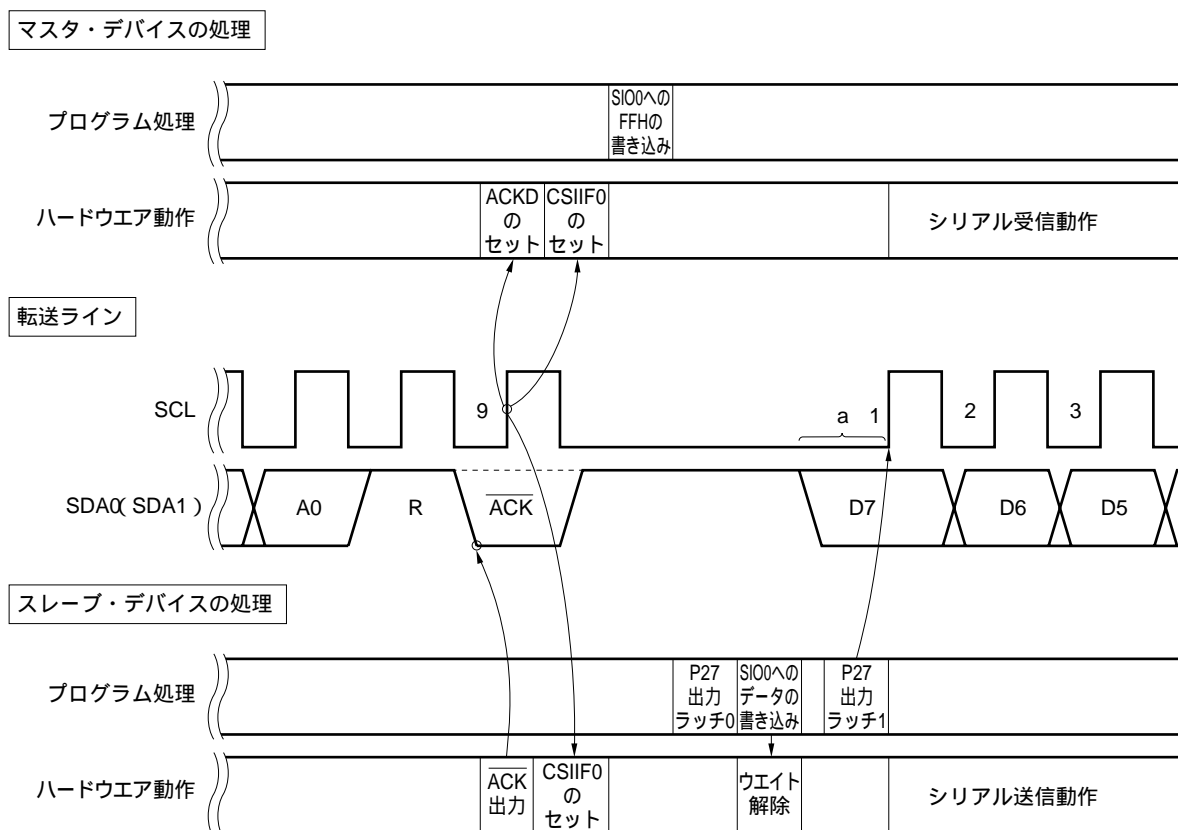 マスタ・デバイスの処理
プログラム処理
SIO0への
FFHの
書き込み
ハードウエア動作
ACKD
の
セット
CSIIF0
の
セット
シリアル受信動作
転送ライン
SCL
9
a
1
2
3
SDA0(SDA1)
A0
R
ACK
D7
D6
D5
スレーブ・デバイスの処理
プログラム処理
P27
出力
ラッチ0
SIO0への
データの
書き込み
P27
出力
ラッチ1
ハードウエア動作
ACK
出力
CSIIF0
の
セット
ウエイト
解除
シリアル送信動作